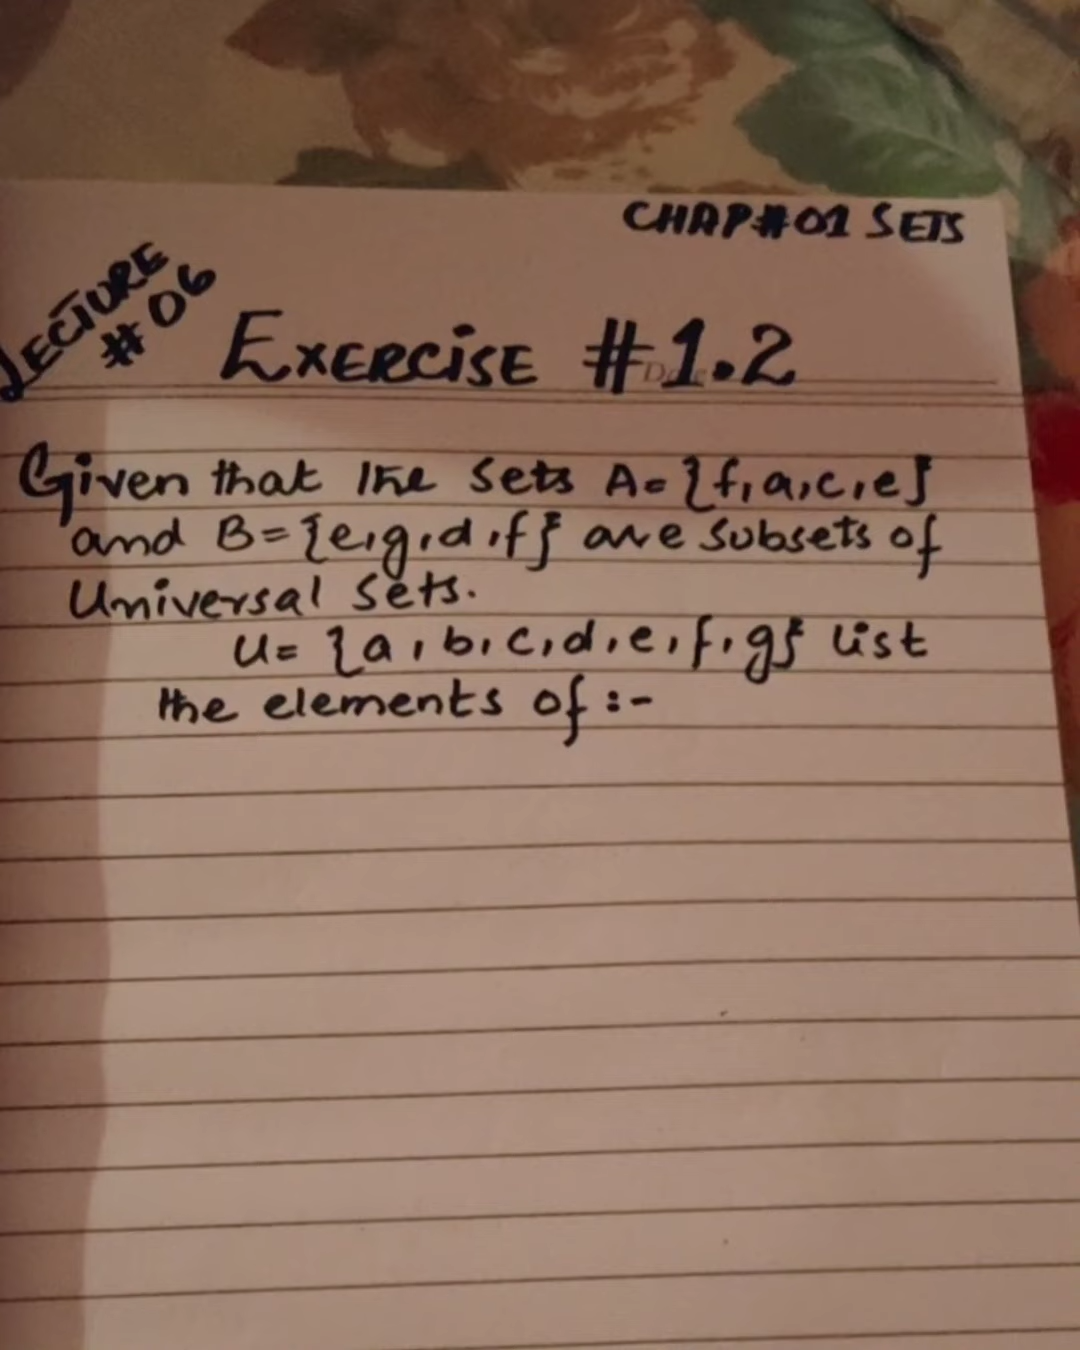 CHAP#01 SETS
LECTURE
#06
EXERCISE #1.2
Given that the Sets A={f,a,c,e}
and B={e,g,d,f} are subsets of
Universal Sets.
U= {a,b,c,d,e,f,g} list
the elements of :-